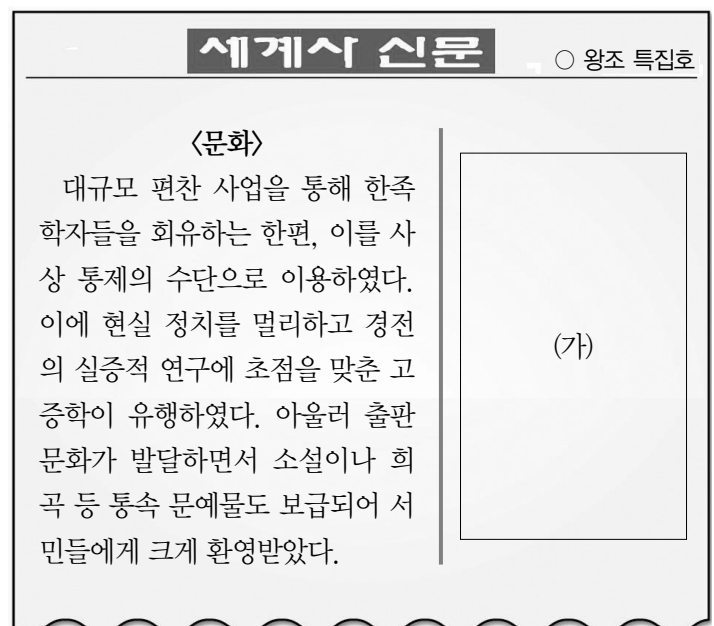 세계사 신문
○ 왕조 특집호
〈문화〉
대규모 편찬 사업을 통해 한족
학자들을 회유하는 한편, 이를 사
상 통제의 수단으로 이용하였다.
이에 현실 정치를 멀리하고 경전
의 실증적 연구에 초점을 맞춘 고
증학이 유행하였다. 아울러 출판
문화가 발달하면서 소설이나 희
곡 등 통속 문예물도 보급되어 서
민들에게 크게 환영받았다.
(가)